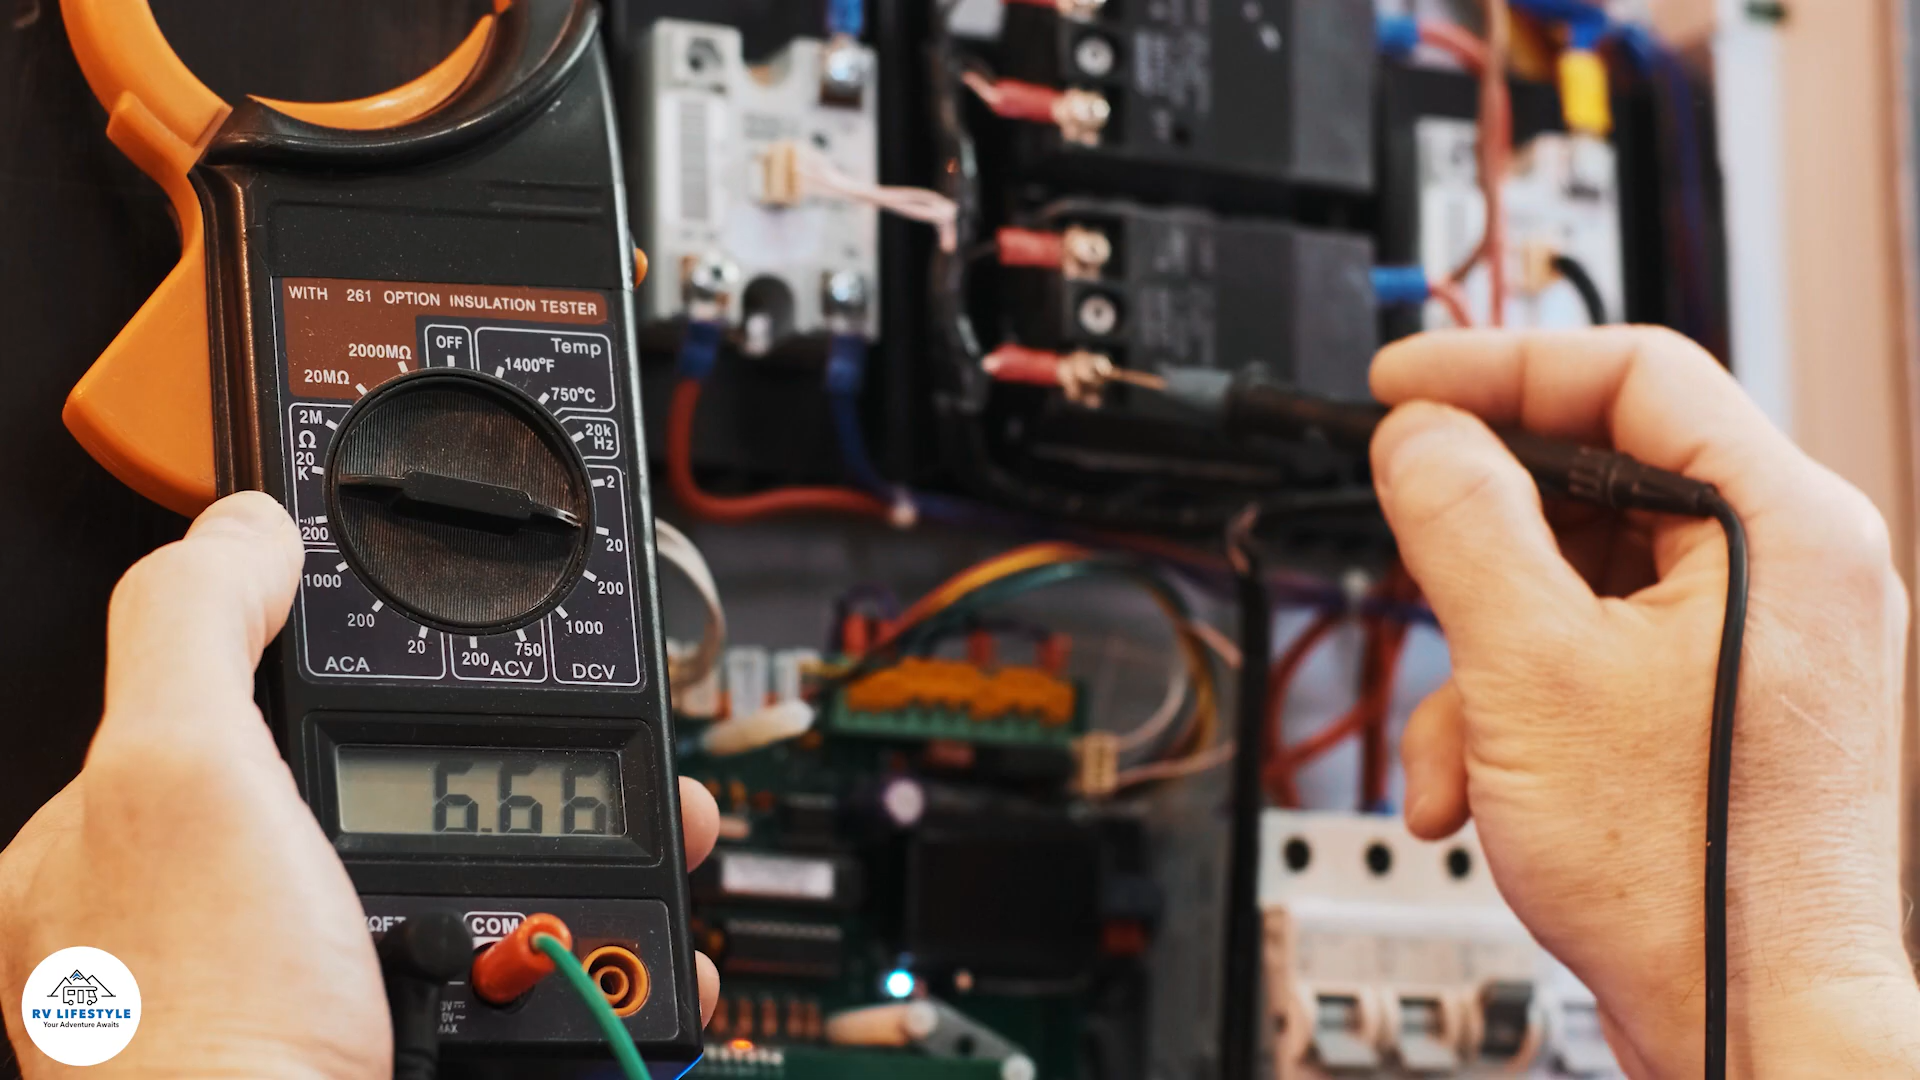 WITH 261 OPTION INSULATION TESTER
2000MΩ
OFF
Temp
20MΩ
1400°F
750°C
2M
Ω
20
K
20k
Hz
2
200
20
1000
200
200
20
1000
200
750
ACA
ACV
DCV
6.66
COM
RV LIFESTYLE
Your Adventure Awaits